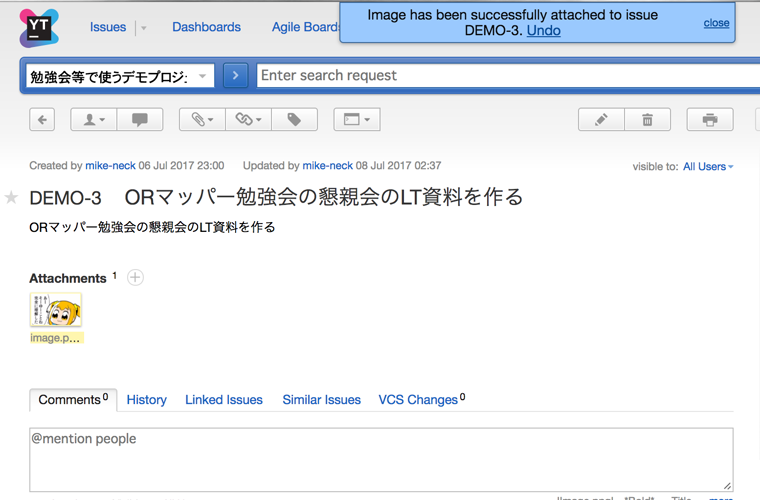 Image has been successfully attached to issue
DEMO-3. Undo
close
YT
Issues
Dashboards
Agile Boards
勉強会等で使うデモプロジ
Enter search request
Created by mike-neck 06 Jul 2017 23:00
Updated by mike-neck 08 Jul 2017 02:37
visible to: All Users
DEMO-3 ORマッパー勉強会の懇親会のLT資料を作る
ORマッパー勉強会の懇親会のLT資料を作る
Attachments 1
image.p...
Comments 0
History
Linked Issues
Similar Issues
VCS Changes 0
@mention people